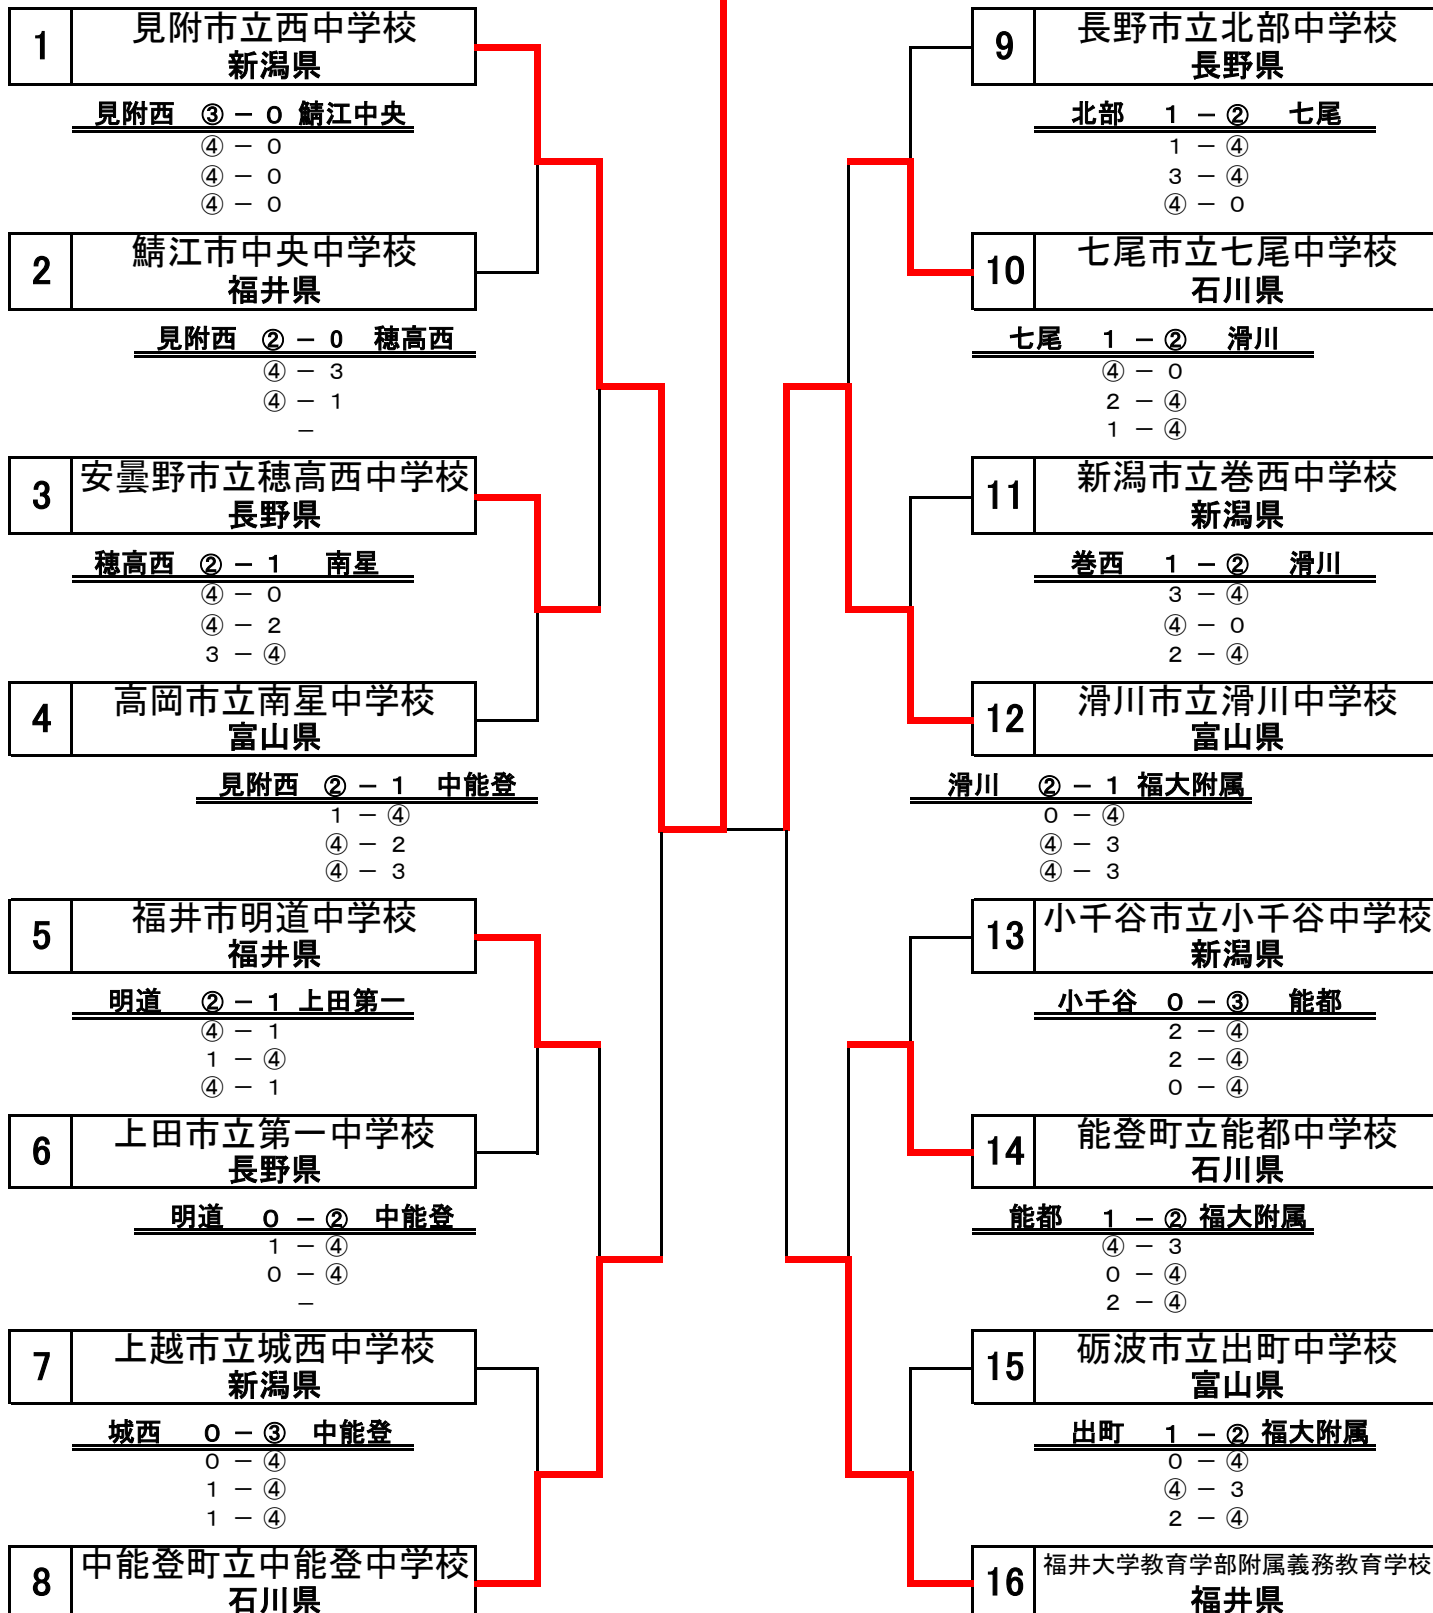 1 見附市立西中学校
新潟県
見附西 ③ − 0 鯖江中央
④ − 0
④ − 0
④ − 0
2 鯖江市中央中学校
福井県
見附西 ② − 0 穂高西
④ − 3
④ − 1
−
3 安曇野市立穂高西中学校
長野県
穂高西 ② − 1 南星
④ − 0
④ − 2
3 − ④
4 高岡市立南星中学校
富山県
見附西 ② − 1 中能登
1 − ④
④ − 2
④ − 3
5 福井市明道中学校
福井県
明道 ② − 1 上田第一
④ − 1
1 − ④
④ − 1
6 上田市立第一中学校
長野県
明道 0 − ② 中能登
1 − ④
0 − ④
−
7 上越市立城西中学校
新潟県
城西 0 − ③ 中能登
0 − ④
1 − ④
1 − ④
8 中能登町立中能登中学校
石川県
9 長野市立北部中学校
長野県
北部 1 − ② 七尾
1 − ④
3 − ④
④ − 0
10 七尾市立七尾中学校
石川県
七尾 1 − ② 滑川
④ − 0
2 − ④
1 − ④
11 新潟市立巻西中学校
新潟県
巻西 1 − ② 滑川
3 − ④
④ − 0
2 − ④
12 滑川市立滑川中学校
富山県
滑川 ② − 1 福大附属
0 − ④
④ − 3
④ − 3
13 小千谷市立小千谷中学校
新潟県
小千谷 0 − ③ 能都
2 − ④
2 − ④
0 − ④
14 能登町立能都中学校
石川県
能都 1 − ② 福大附属
④ − 3
0 − ④
2 − ④
15 砺波市立出町中学校
富山県
出町 1 − ② 福大附属
0 − ④
④ − 3
2 − ④
16 福井大学教育学部附属義務教育学校
福井県